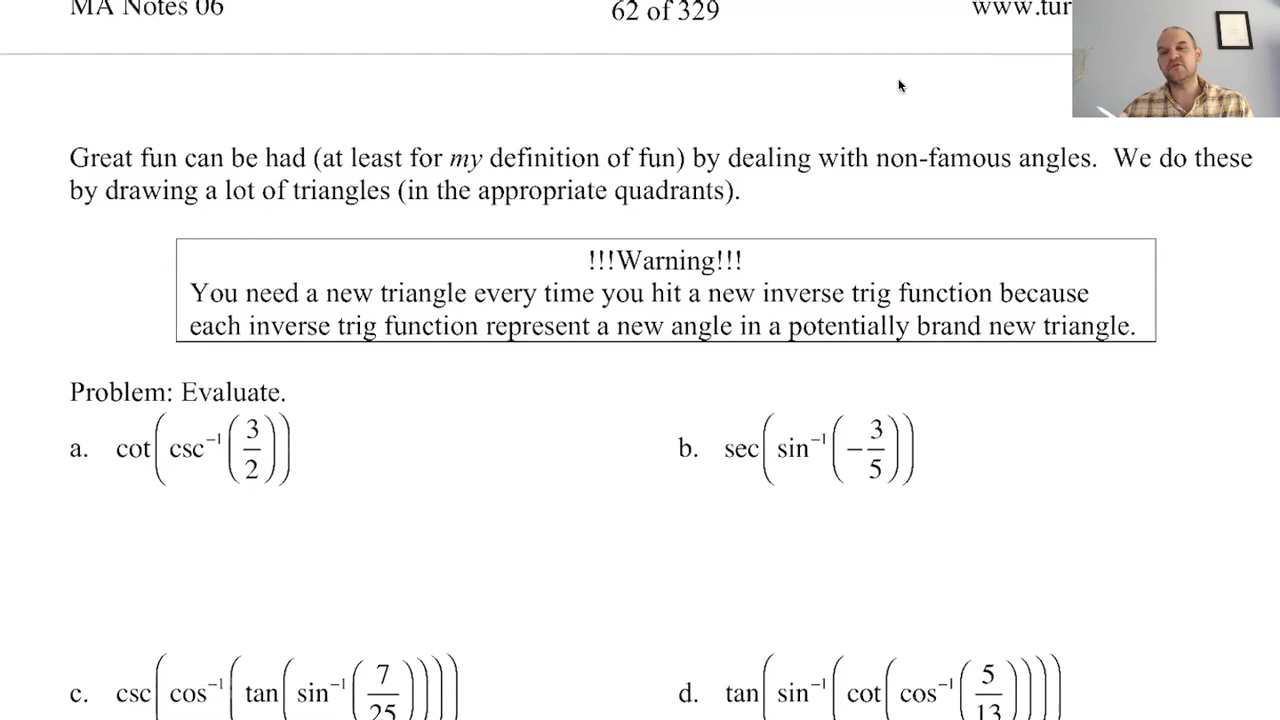 MA Notes 06 62 of 329 www.tur
Great fun can be had (at least for my definition of fun) by dealing with non-famous angles. We do these
by drawing a lot of triangles (in the appropriate quadrants).
!!!Warning!!!
You need a new triangle every time you hit a new inverse trig function because
each inverse trig function represent a new angle in a potentially brand new triangle.
Problem: Evaluate.
a. cot(csc⁻¹(3/2)) b. sec(sin⁻¹(-3/5))
c. csc(cos⁻¹(tan(sin⁻¹(7/25)))) d. tan(sin⁻¹(cot(cos⁻¹(5/13))))